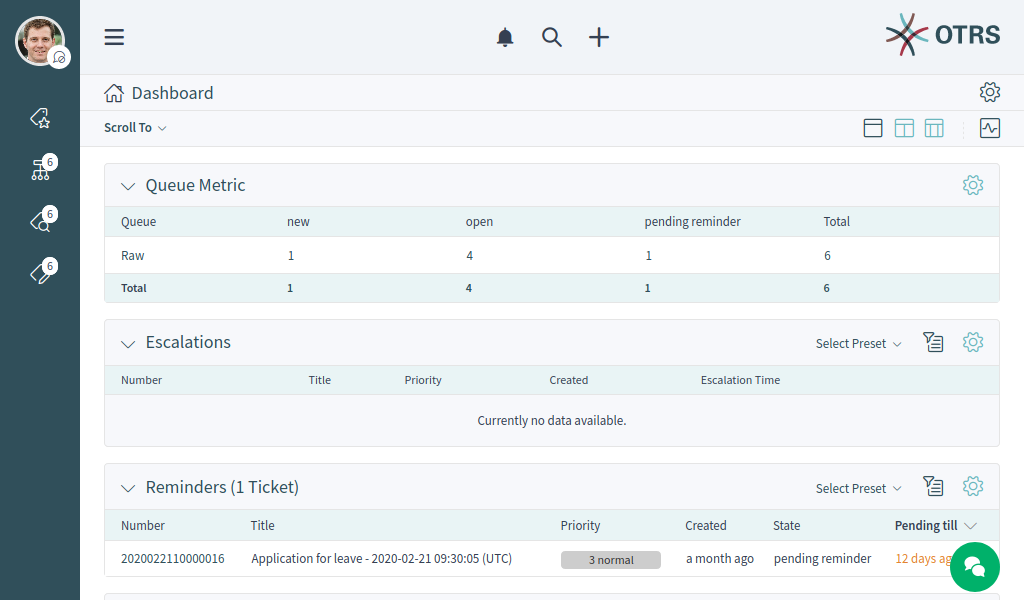 OTRS
Dashboard
Scroll To
6
6
6
Queue Metric
Queue new open pending reminder Total
Raw 1 4 1 6
Total 1 4 1 6
Escalations Select Preset
Number Title Priority Created Escalation Time
Currently no data available.
Reminders (1 Ticket) Select Preset
Number Title Priority Created State Pending till
2020022110000016 Application for leave - 2020-02-21 09:30:05 (UTC) 3 normal a month ago pending reminder 12 days ag